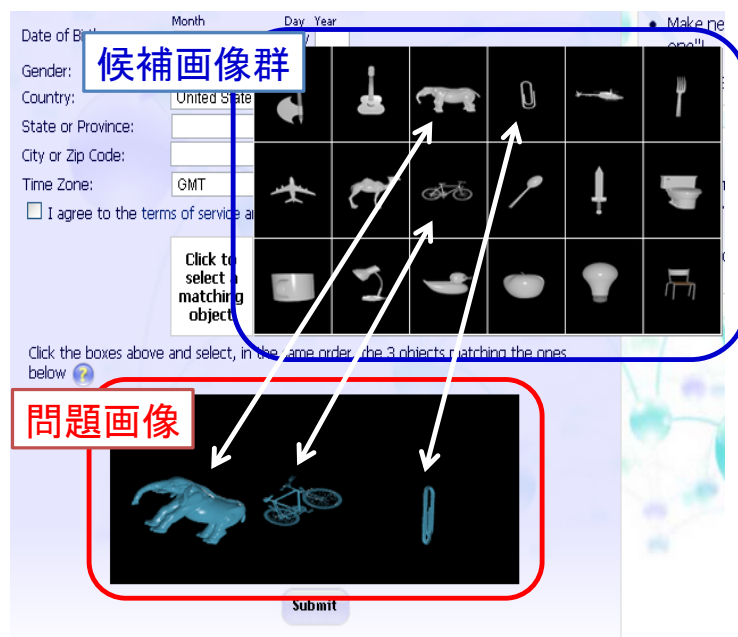 Month Day Year
Date of
Make ne
one"!
候補画像群
Gender:
Country: United State
State or Province:
City or Zip Code:
Time Zone: GMT
I agree to the terms of service
Click to
select a
matching
object
Click the boxes above and select, in the same order, the 3 objects matching the ones
below ?
問題画像
Submit